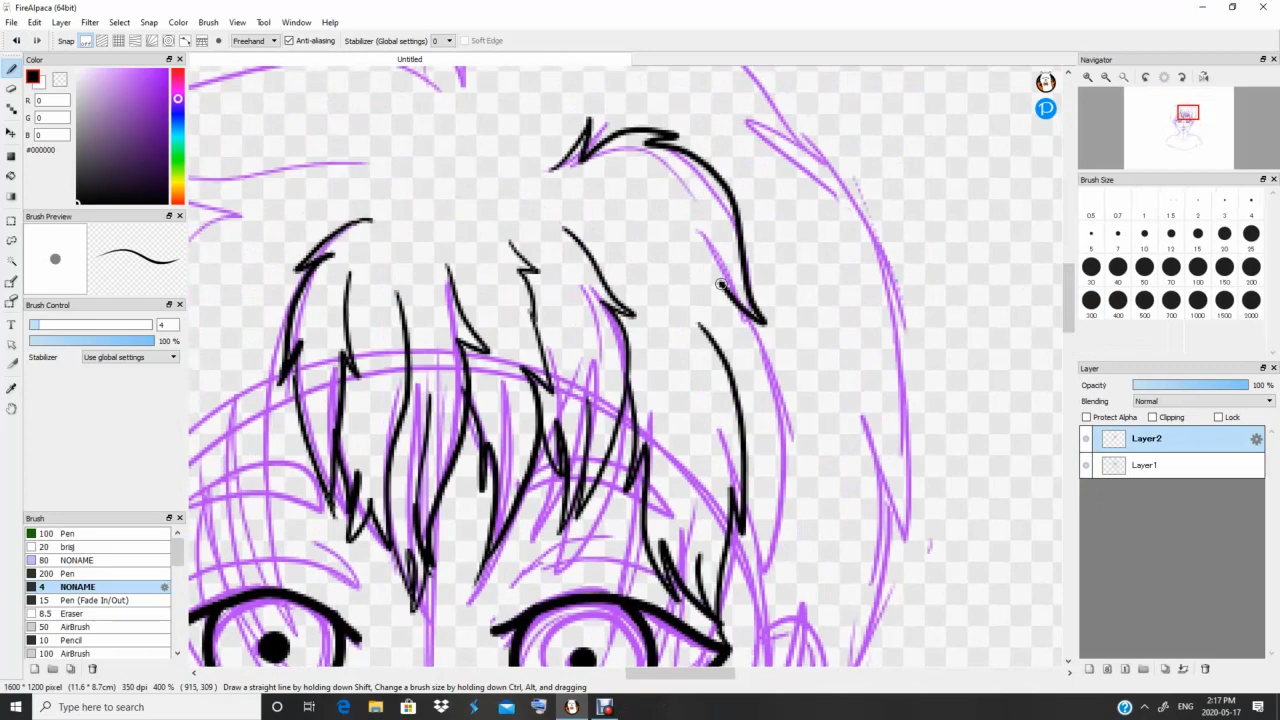 FireAlpaca (64bit)
File Edit Layer Filter Select Snap Color Brush View Tool Window Help
Snap OFF Freehand Anti-aliasing Stabilizer (Global settings) 0 Soft Edge
Color
R 0
G 0
B 0
#000000
Brush Preview
Brush Control
4
100 %
Stabilizer Use global settings
Brush
100 Pen
20 brisj
80 NONAME
200 Pen
4 NONAME
15 Pen (Fade In/Out)
8.5 Eraser
50 AirBrush
10 Pencil
100 AirBrush
Untitled
Navigator
Brush Size
0.5 0.7 1 1.5 2 3 4
5 7 10 12 15 20 25
30 40 50 70 100 150 200
300 400 500 700 1000 1500 2000
Layer
Opacity 100 %
Blending Normal
Protect Alpha Clipping Lock
Layer2
Layer1
1600 * 1200 pixel (11.6 * 8.7cm) 350 dpi 400 % ( 915, 309 ) Draw a straight line by holding down Shift, Change a brush size by holding down Ctrl, Alt, and dragging
Type here to search
ENG
2:17 PM
2020-05-17